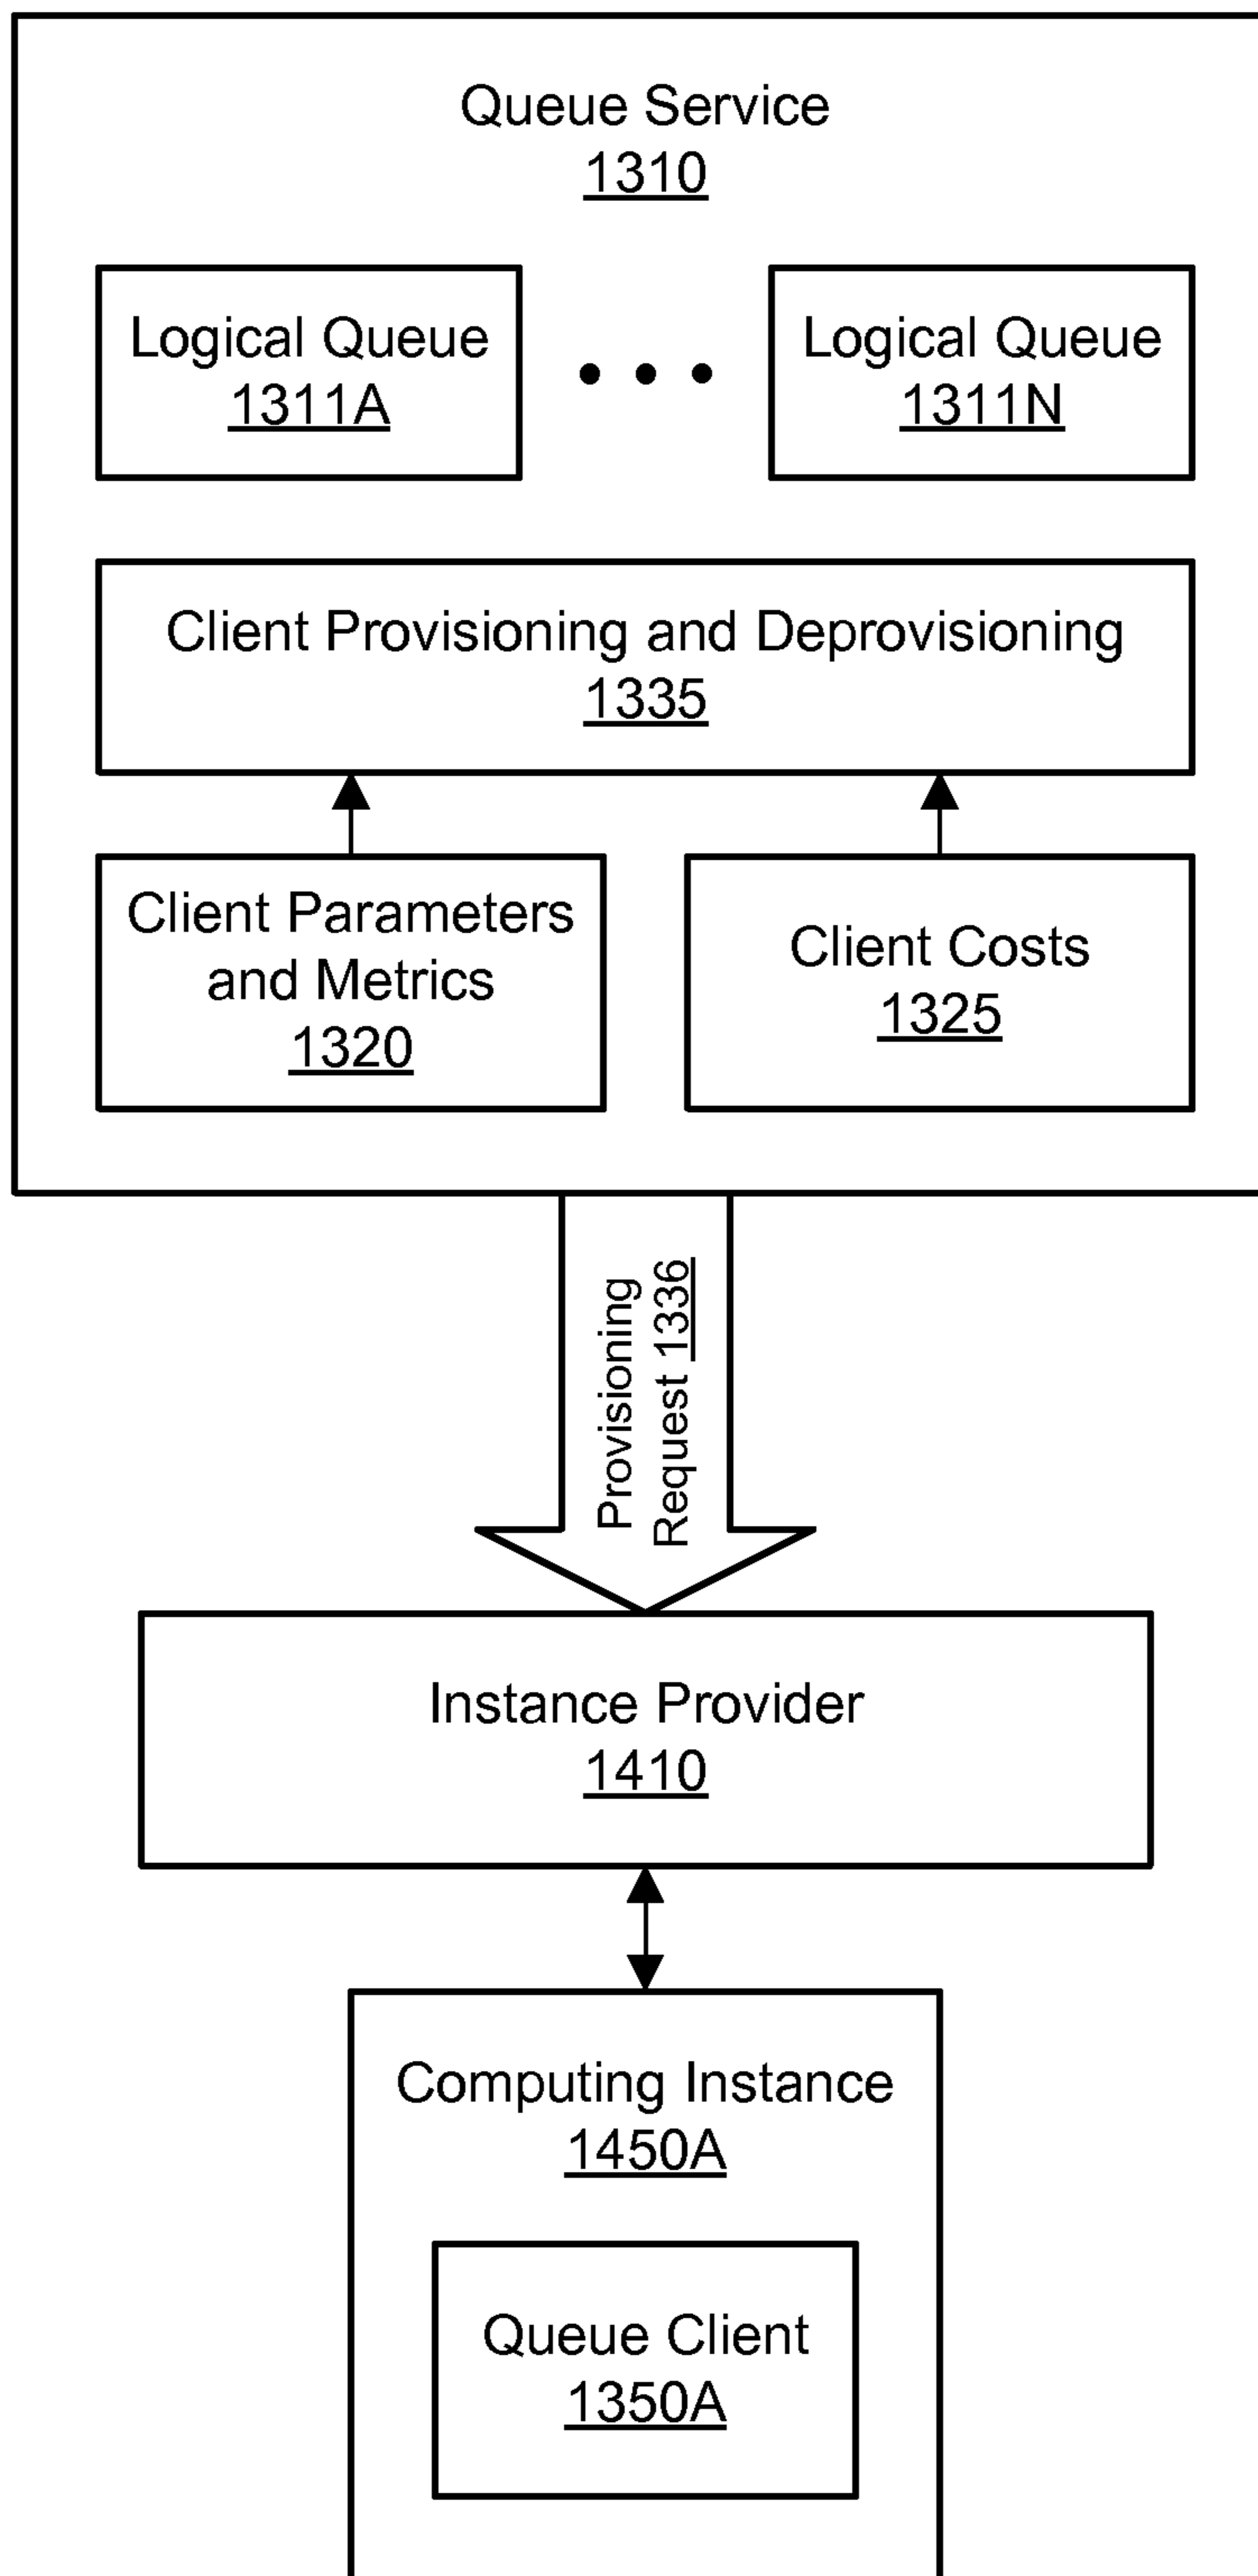 Queue Service
1310
Logical Queue
1311A
Logical Queue
1311N
Client Provisioning and Deprovisioning
1335
Client Parameters
and Metrics
1320
Client Costs
1325
Provisioning
Request 1336
Instance Provider
1410
Computing Instance
1450A
Queue Client
1350A